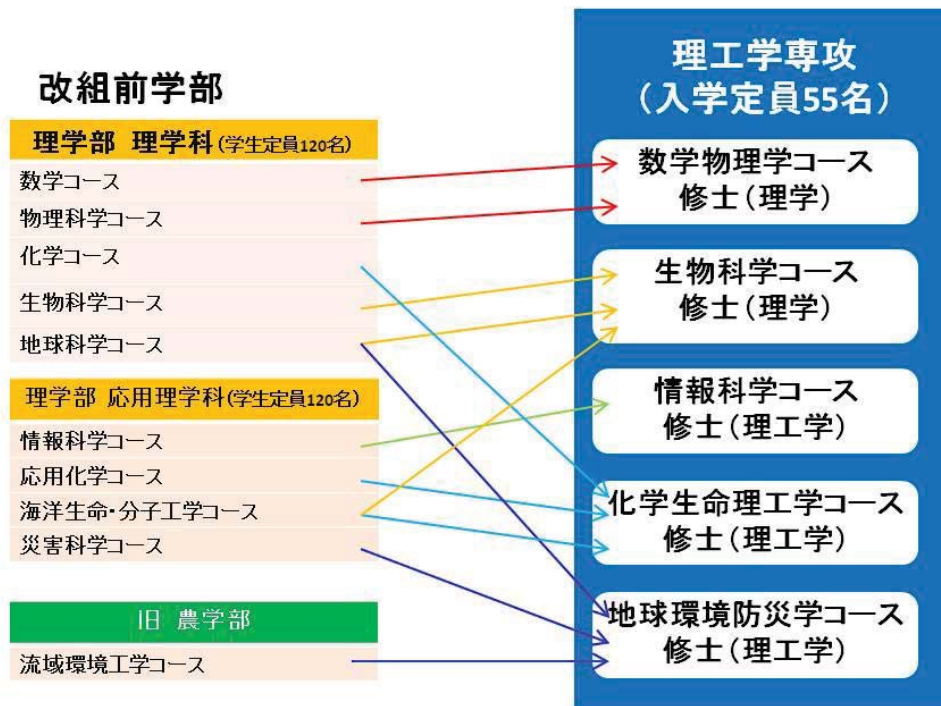 改組前学部
理学部 理学科(学生定員120名)
数学コース
物理科学コース
化学コース
生物科学コース
地球科学コース
理学部 応用理学科(学生定員120名)
情報科学コース
応用化学コース
海洋生命・分子工学コース
災害科学コース
旧 農学部
流域環境工学コース
理工学専攻
(入学定員55名)
数学物理学コース
修士(理学)
生物科学コース
修士(理学)
情報科学コース
修士(理工学)
化学生命理工学コース
修士(理工学)
地球環境防災学コース
修士(理工学)